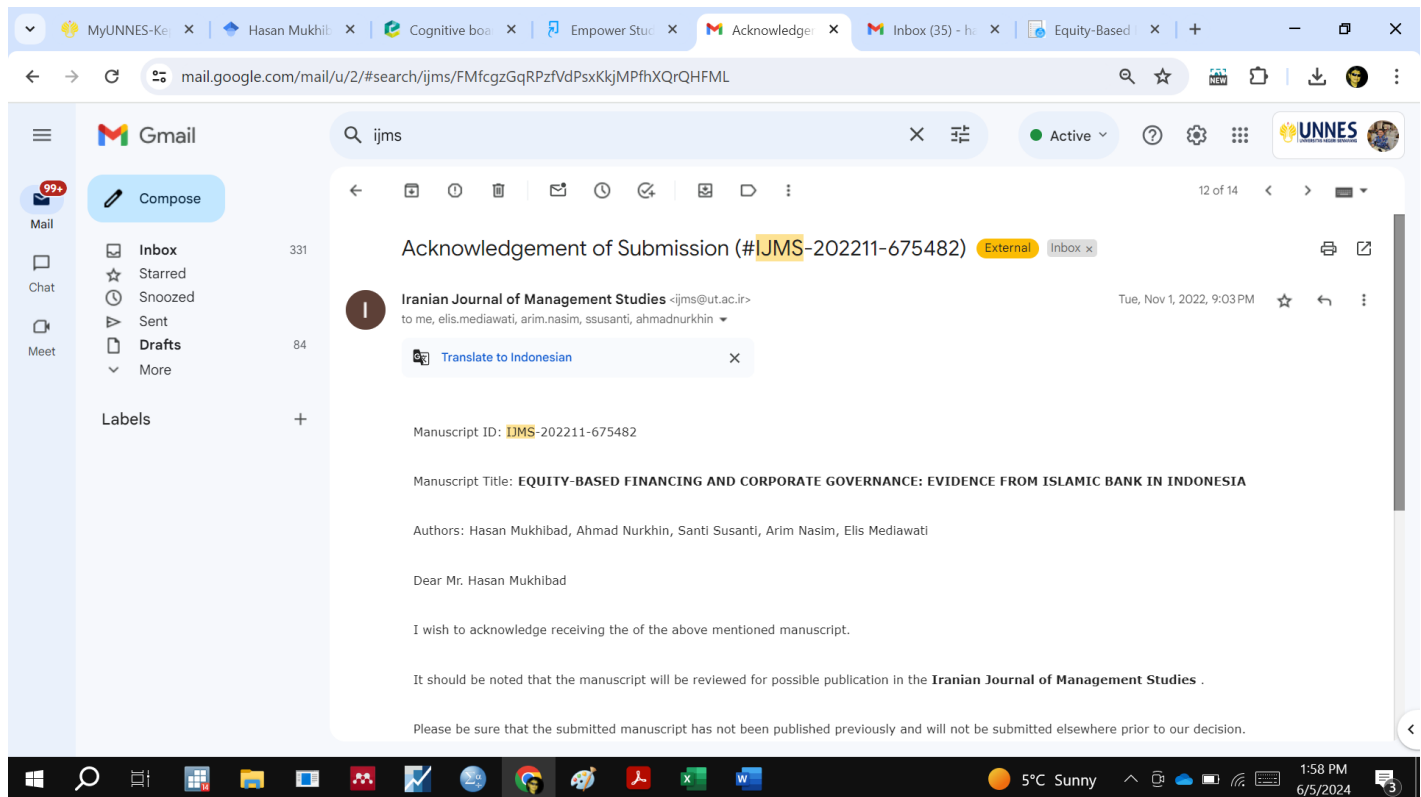 MyUNNES-Ke
Hasan Mukhib
Cognitive boa
Empower Stud
Acknowledgem
Inbox (35) - ha
Equity-Based
mail.google.com/mail/u/2/#search/ijms/FMfcgzGqRPzfVdPsxKkjMPfhXQrQHFML
NEW
Gmail
ijms
Active
UNNES
99+
Mail
Compose
12 of 14
Chat
Meet
Inbox 331
Starred
Snoozed
Sent
Drafts 84
More
Labels
Acknowledgement of Submission (#IJMS-202211-675482) External Inbox ×
I
Iranian Journal of Management Studies <ijms@ut.ac.ir> Tue, Nov 1, 2022, 9:03 PM
to me, elis.mediawati, arim.nasim, ssusanti, ahmadnurkhin
Translate to Indonesian
Manuscript ID: IJMS-202211-675482
Manuscript Title: EQUITY-BASED FINANCING AND CORPORATE GOVERNANCE: EVIDENCE FROM ISLAMIC BANK IN INDONESIA
Authors: Hasan Mukhibad, Ahmad Nurkhin, Santi Susanti, Arim Nasim, Elis Mediawati
Dear Mr. Hasan Mukhibad
I wish to acknowledge receiving the of the above mentioned manuscript.
It should be noted that the manuscript will be reviewed for possible publication in the Iranian Journal of Management Studies .
Please be sure that the submitted manuscript has not been published previously and will not be submitted elsewhere prior to our decision.
5°C Sunny
1:58 PM
6/5/2024
3